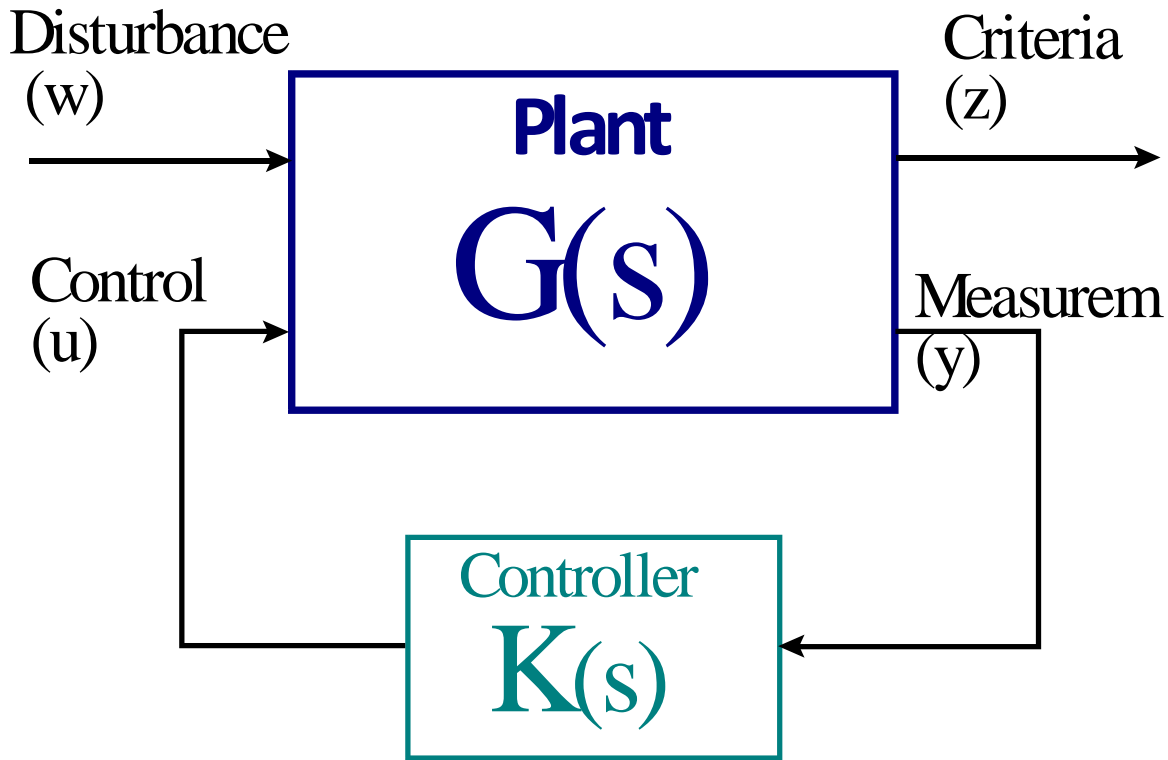 Disturbance
(w)
Criteria
(z)
Plant
G(s)
Control
(u)
Measurem
(y)
Controller
K(s)